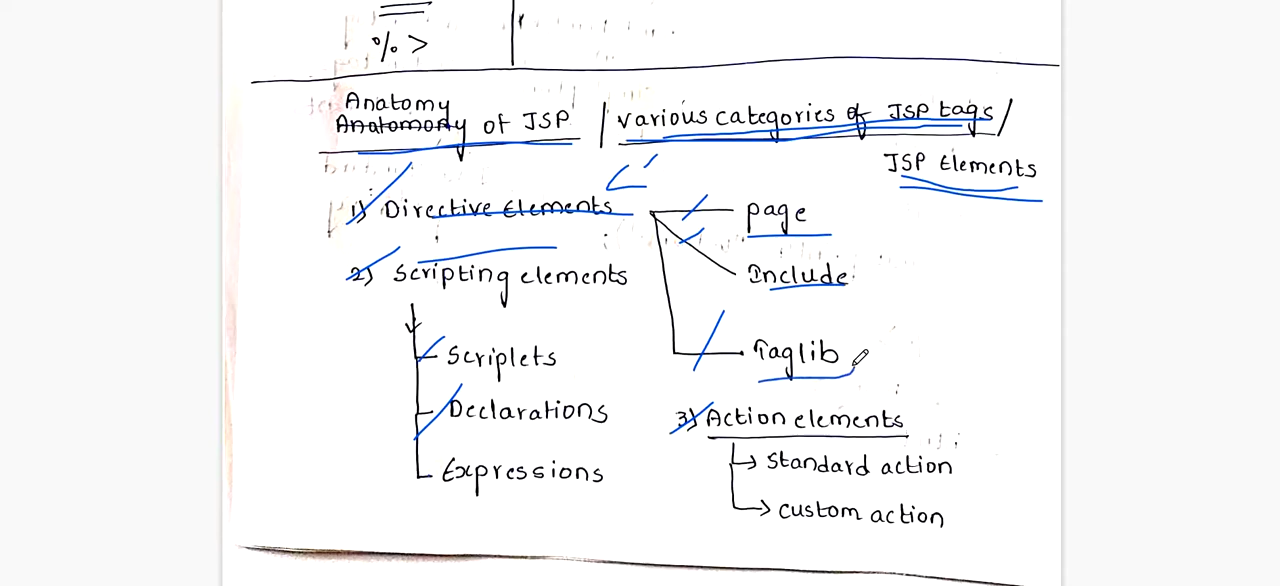 % >
Anatomy
Anatomody of JSP / various categories of JSP tags /
JSP Elements
1) Directive Elements
page
2) Scripting elements
Include
Scriplets
Taglib
Declarations
3) Action elements
Expressions
standard action
custom action